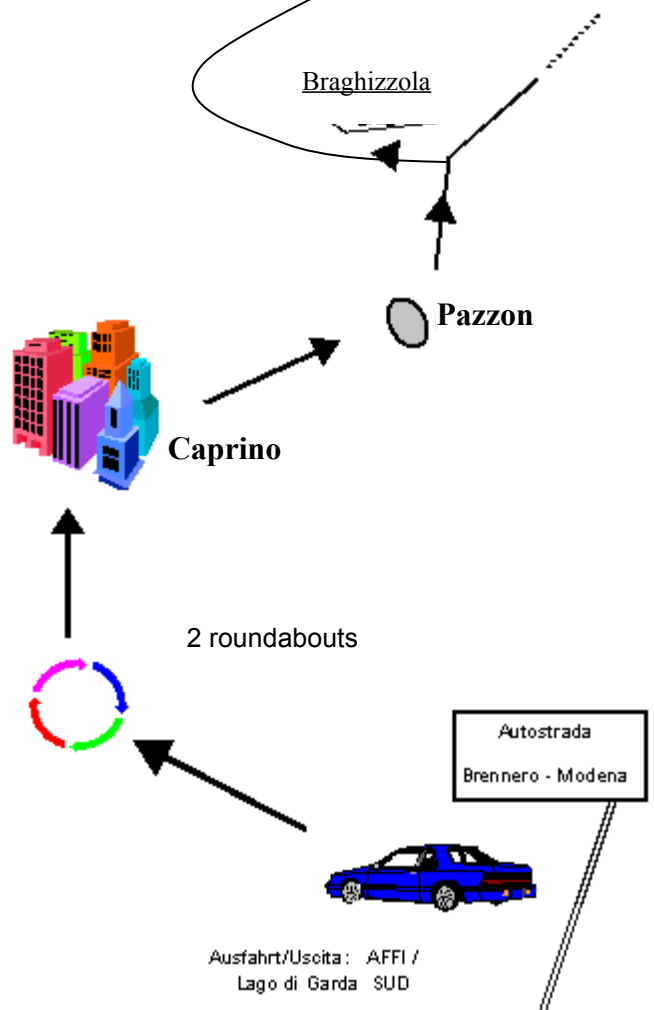 Braghizzola
Pazzon
Caprino
2 roundabouts
Autostrada
Brennero - Modena
Ausfahrt/Uscita: AFFI /
Lago di Garda SUD